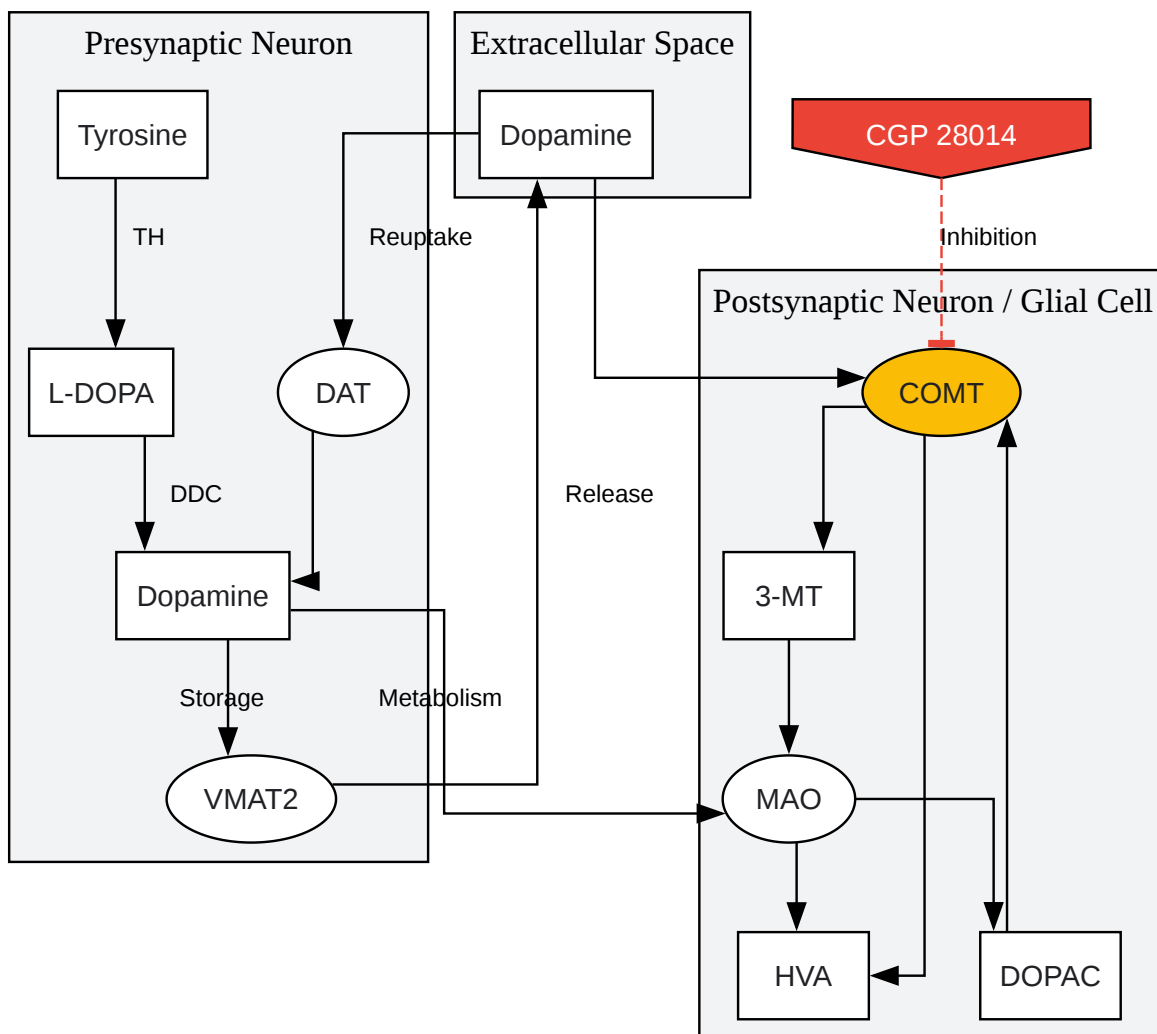 Presynaptic Neuron
Extracellular Space
Tyrosine
Dopamine
CGP 28014
TH
Reuptake
Inhibition
Postsynaptic Neuron / Glial Cell
L-DOPA
DAT
COMT
DDC
Release
Dopamine
3-MT
Storage
Metabolism
VMAT2
MAO
HVA
DOPAC